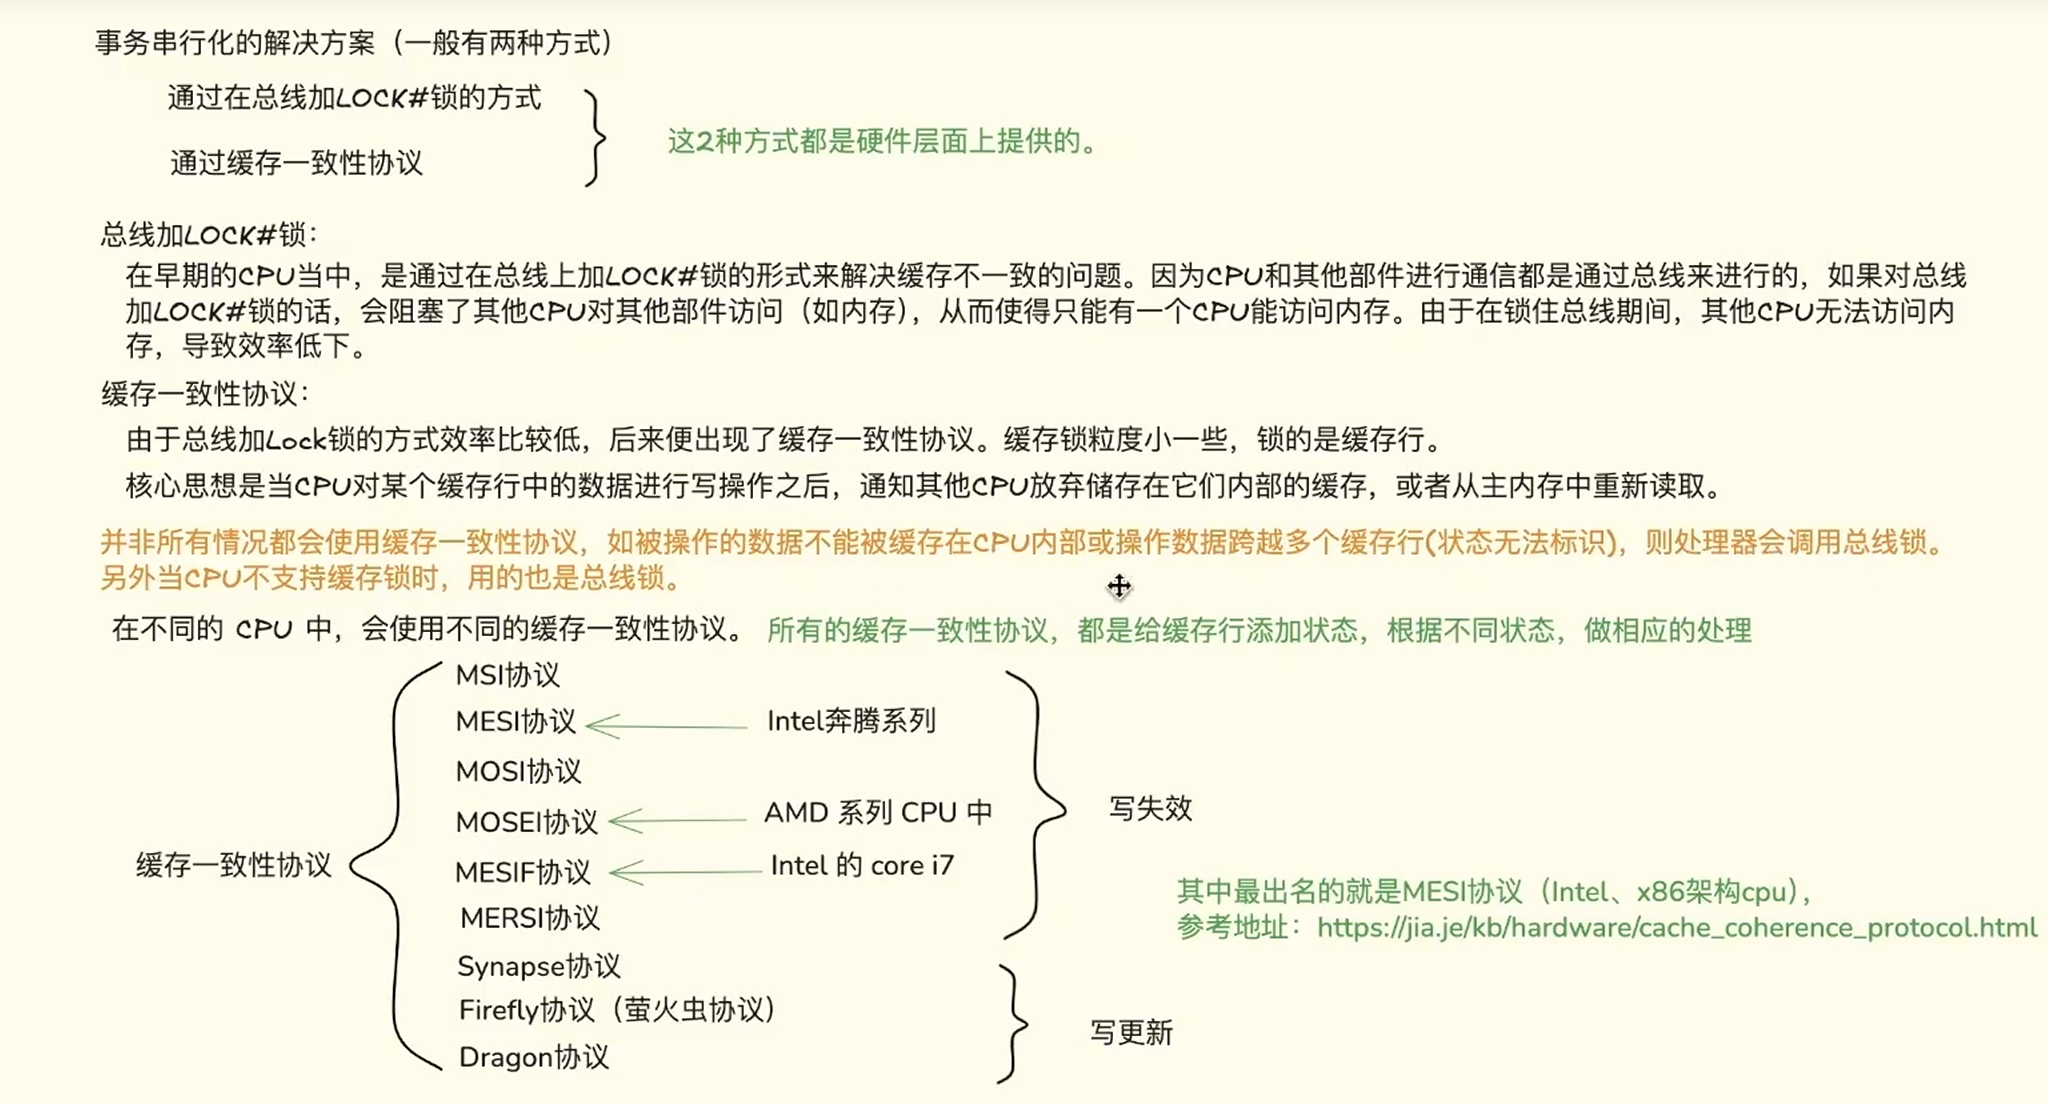 事务串行化的解决方案（一般有两种方式）
通过在总线加LOCK#锁的方式
通过缓存一致性协议
这2种方式都是硬件层面上提供的。
总线加LOCK#锁：
在早期的CPU当中，是通过在总线上加LOCK#锁的形式来解决缓存不一致的问题。因为CPU和其他部件进行通信都是通过总线来进行的，如果对总线
加LOCK#锁的话，会阻塞了其他CPU对其他部件访问（如内存），从而使得只能有一个CPU能访问内存。由于在锁住总线期间，其他CPU无法访问内
存，导致效率低下。
缓存一致性协议：
由于总线加Lock锁的方式效率比较低，后来便出现了缓存一致性协议。缓存锁粒度小一些，锁的是缓存行。
核心思想是当CPU对某个缓存行中的数据进行写操作之后，通知其他CPU放弃储存在它们内部的缓存，或者从主内存中重新读取。
并非所有情况都会使用缓存一致性协议，如被操作的数据不能被缓存在CPU内部或操作数据跨越多个缓存行(状态无法标识)，则处理器会调用总线锁。
另外当CPU不支持缓存锁时，用的也是总线锁。
在不同的 CPU 中，会使用不同的缓存一致性协议。 所有的缓存一致性协议，都是给缓存行添加状态，根据不同状态，做相应的处理
缓存一致性协议
MSI协议
MESI协议
Intel奔腾系列
MOSI协议
MOSEI协议
AMD 系列 CPU 中
MESIF协议
Intel 的 core i7
MERSI协议
写失效
Synapse协议
Firefly协议（萤火虫协议）
Dragon协议
写更新
其中最出名的就是MESI协议（Intel、x86架构cpu），
参考地址：https://jia.je/kb/hardware/cache_coherence_protocol.html